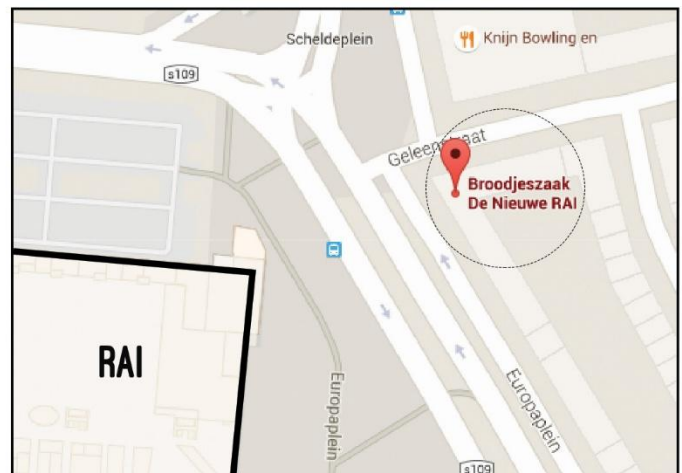 Scheldeplein
Knijn Bowling en
s109
Geleenstraat
Broodjeszaak
De Nieuwe RAI
RAI
Europaplein
Europaplein
s109